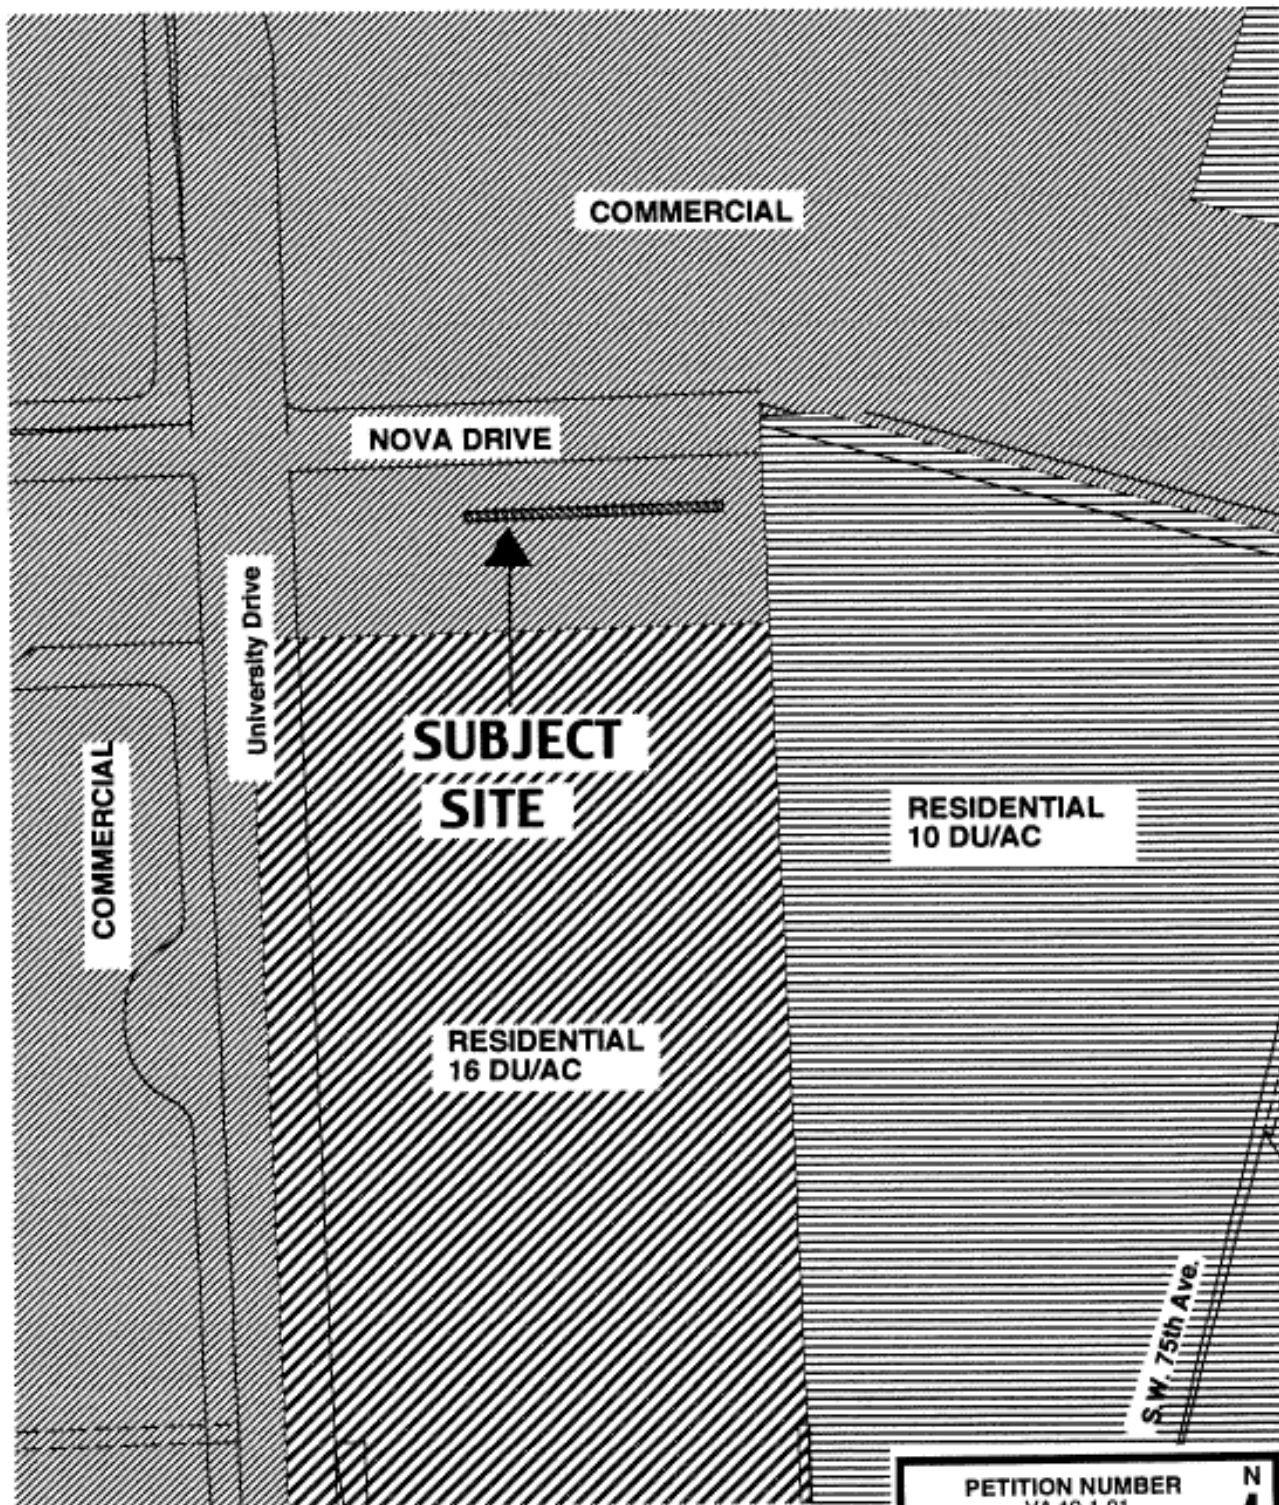 COMMERCIAL
NOVA DRIVE
University Drive
SUBJECT
SITE
COMMERCIAL
RESIDENTIAL
10 DU/AC
RESIDENTIAL
16 DU/AC
S.W. 75th Ave.
PETITION NUMBER
N